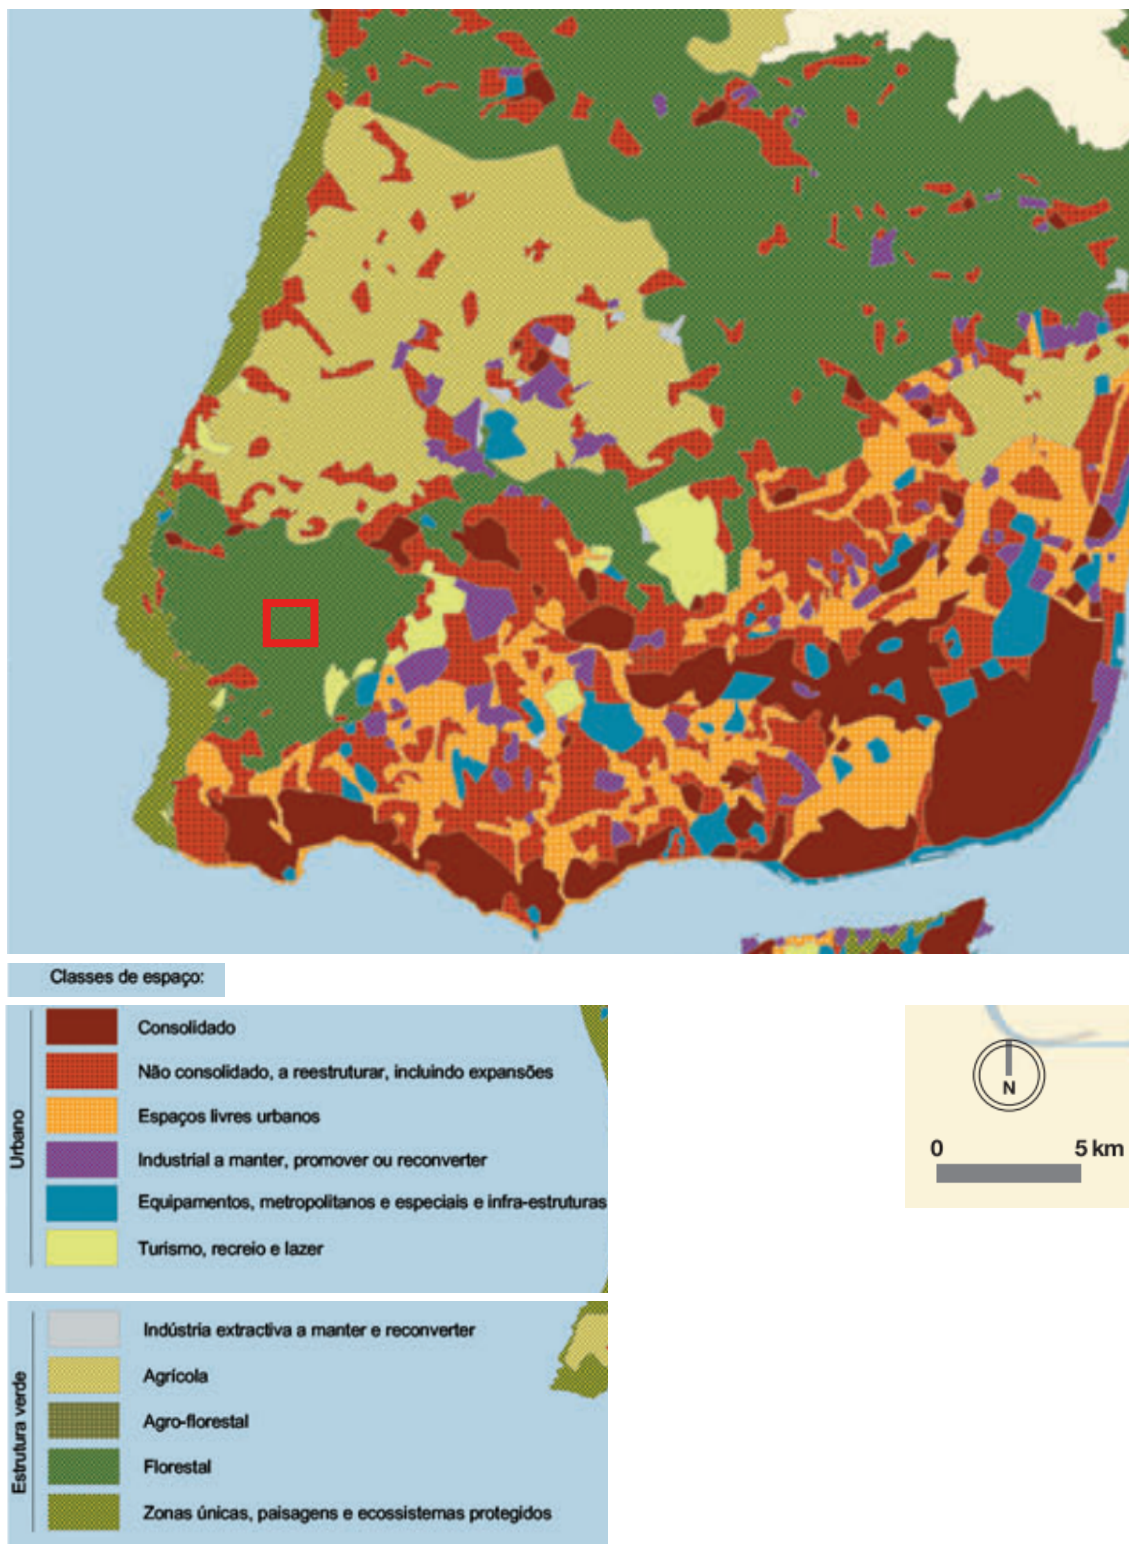 Classes de espaço:
Urbano
Consolidado
Não consolidado, a reestruturar, incluindo expansões
Espaços livres urbanos
Industrial a manter, promover ou reconverter
Equipamentos, metropolitanos e especiais e infra-estruturas
Turismo, recreio e lazer
N
0 5 km
Estrutura verde
Indústria extractiva a manter e reconverter
Agrícola
Agro-florestal
Florestal
Zonas únicas, paisagens e ecossistemas protegidos